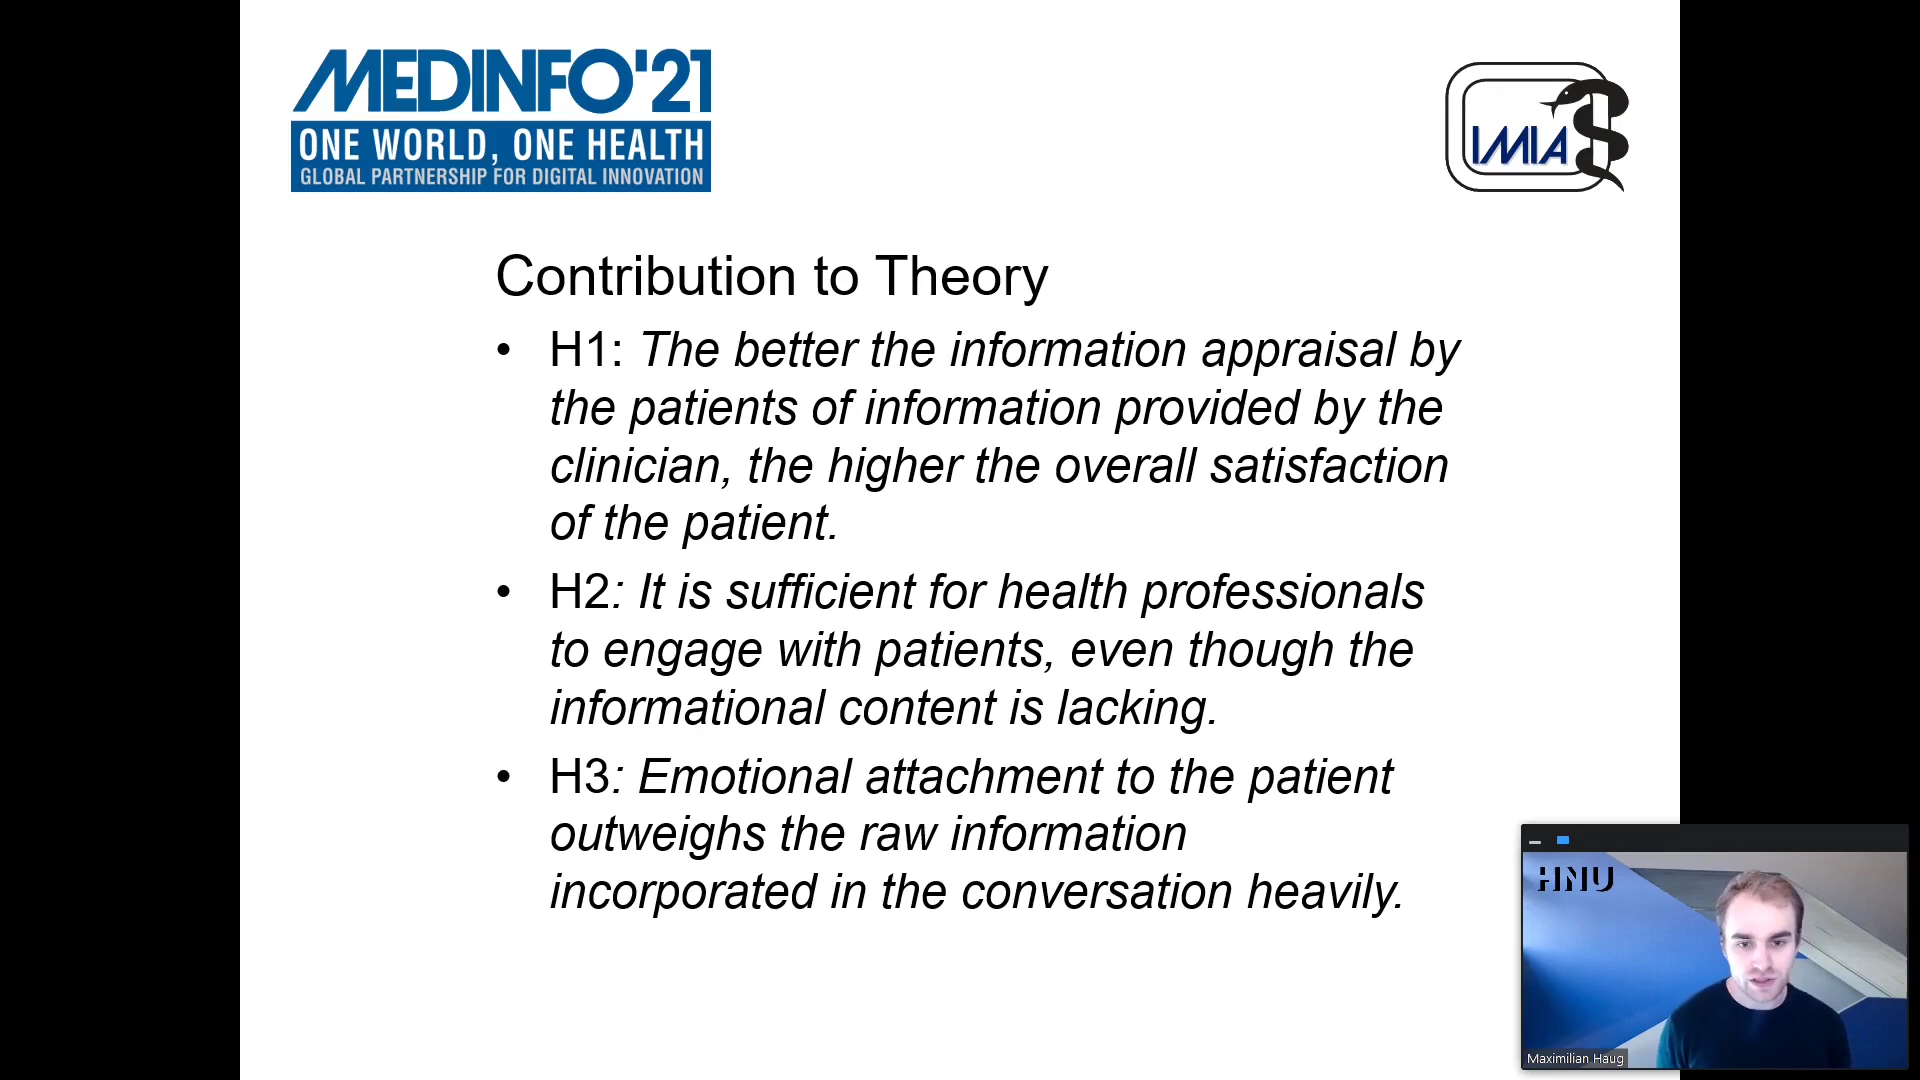 MEDINFO'21
ONE WORLD, ONE HEALTH
GLOBAL PARTNERSHIP FOR DIGITAL INNOVATION
IMIA
Contribution to Theory
• H1: The better the information appraisal by
the patients of information provided by the
clinician, the higher the overall satisfaction
of the patient.
• H2: It is sufficient for health professionals
to engage with patients, even though the
informational content is lacking.
• H3: Emotional attachment to the patient
outweighs the raw information
incorporated in the conversation heavily.
HNU
Maximilian Haug